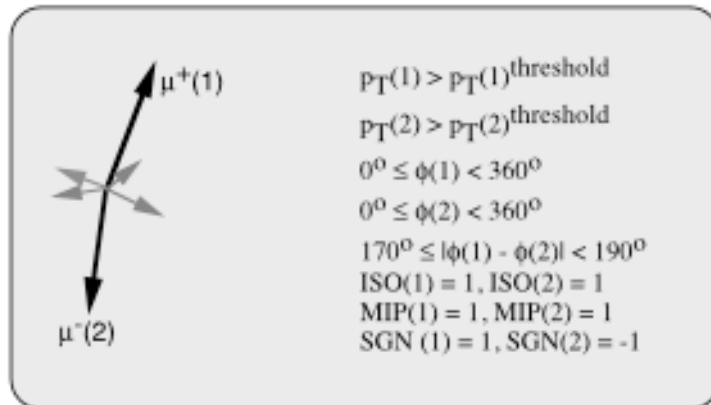 μ⁺(1)
μ⁻(2)
pT(1) > pT(1)threshold
pT(2) > pT(2)threshold
0° ≤ ϕ(1) < 360°
0° ≤ ϕ(2) < 360°
170° ≤ |ϕ(1) - ϕ(2)| < 190°
ISO(1) = 1, ISO(2) = 1
MIP(1) = 1, MIP(2) = 1
SGN (1) = 1, SGN(2) = -1